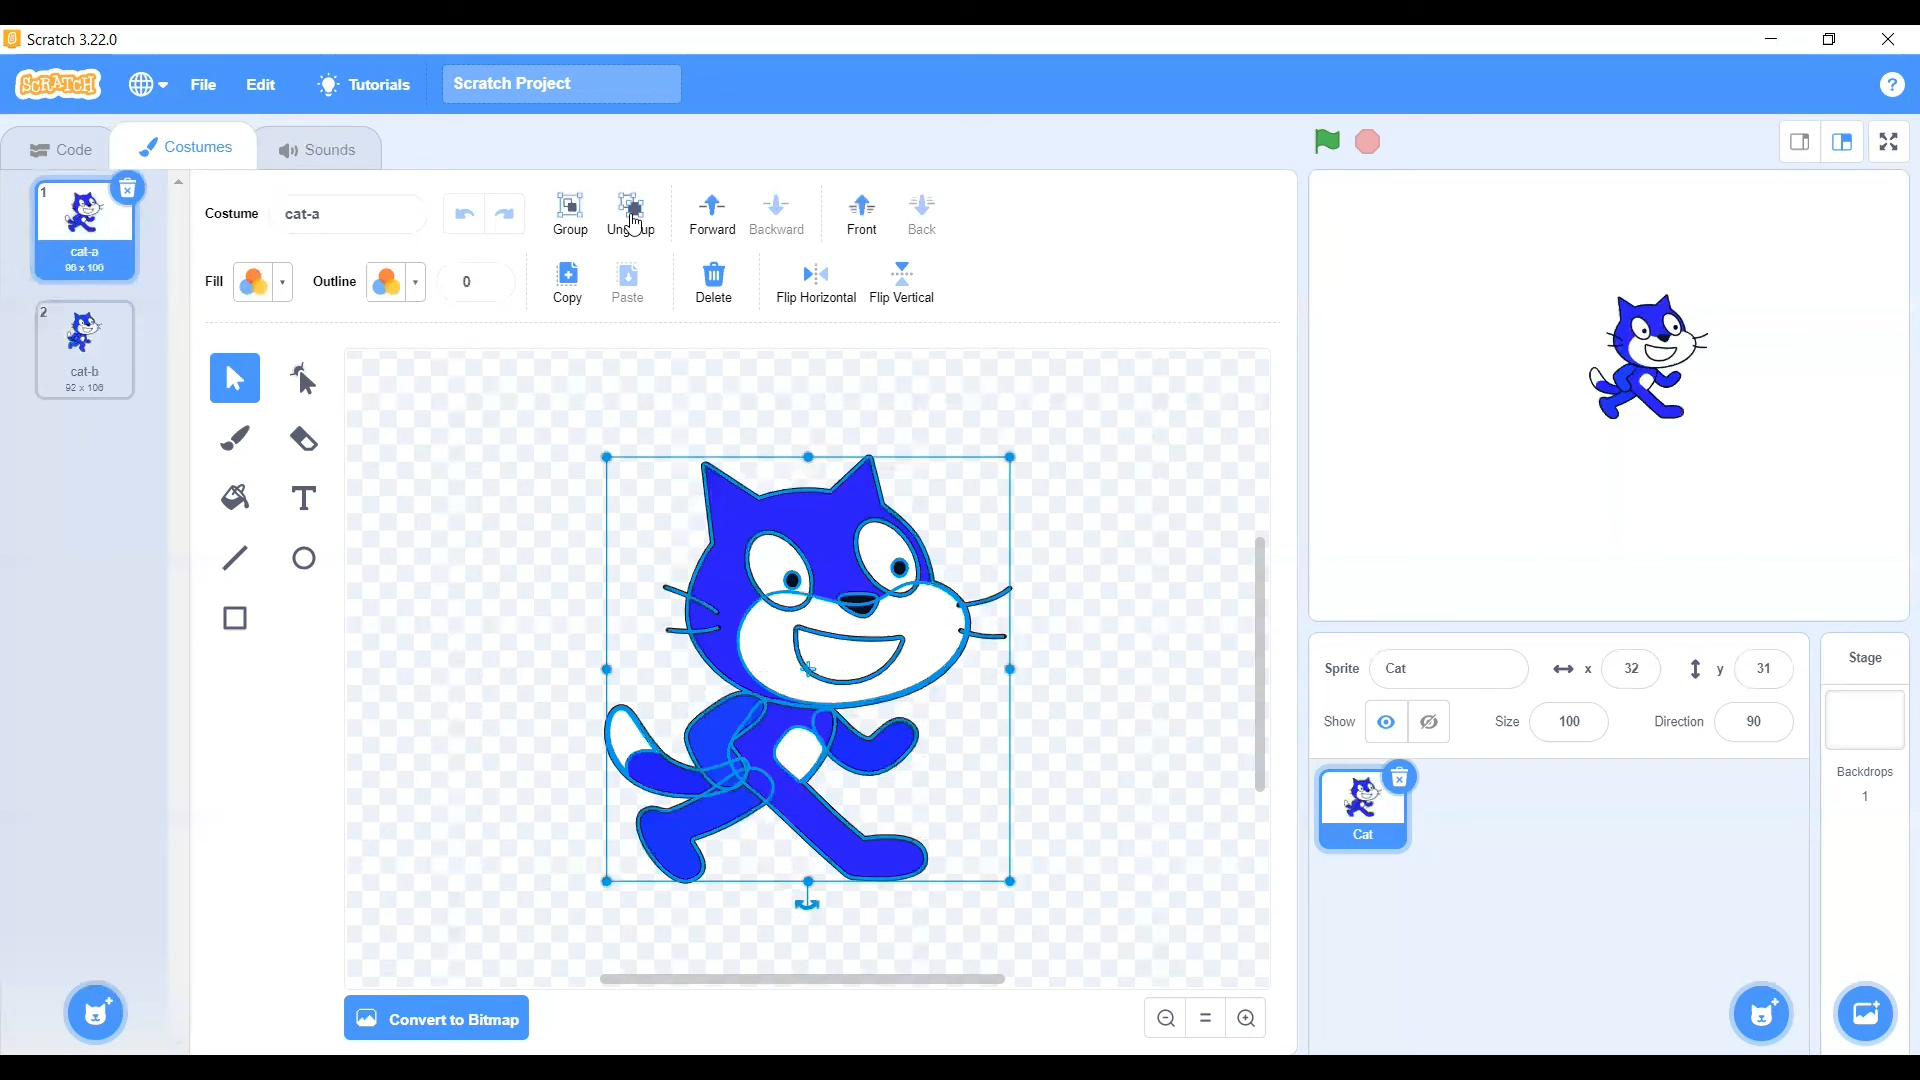 Scratch 3.22.0
SCRATCH File Edit Tutorials Scratch Project ?
Code Costumes Sounds
1
cat-a
96 x 106
2
cat-b
92 x 106
Costume cat-a
Group Ungroup Forward Backward Front Back
Fill Outline 0
Copy Paste Delete Flip Horizontal Flip Vertical
T
Convert to Bitmap
Sprite Cat x 32 y 31
Show Size 100 Direction 90
Cat
Stage
Backdrops
1